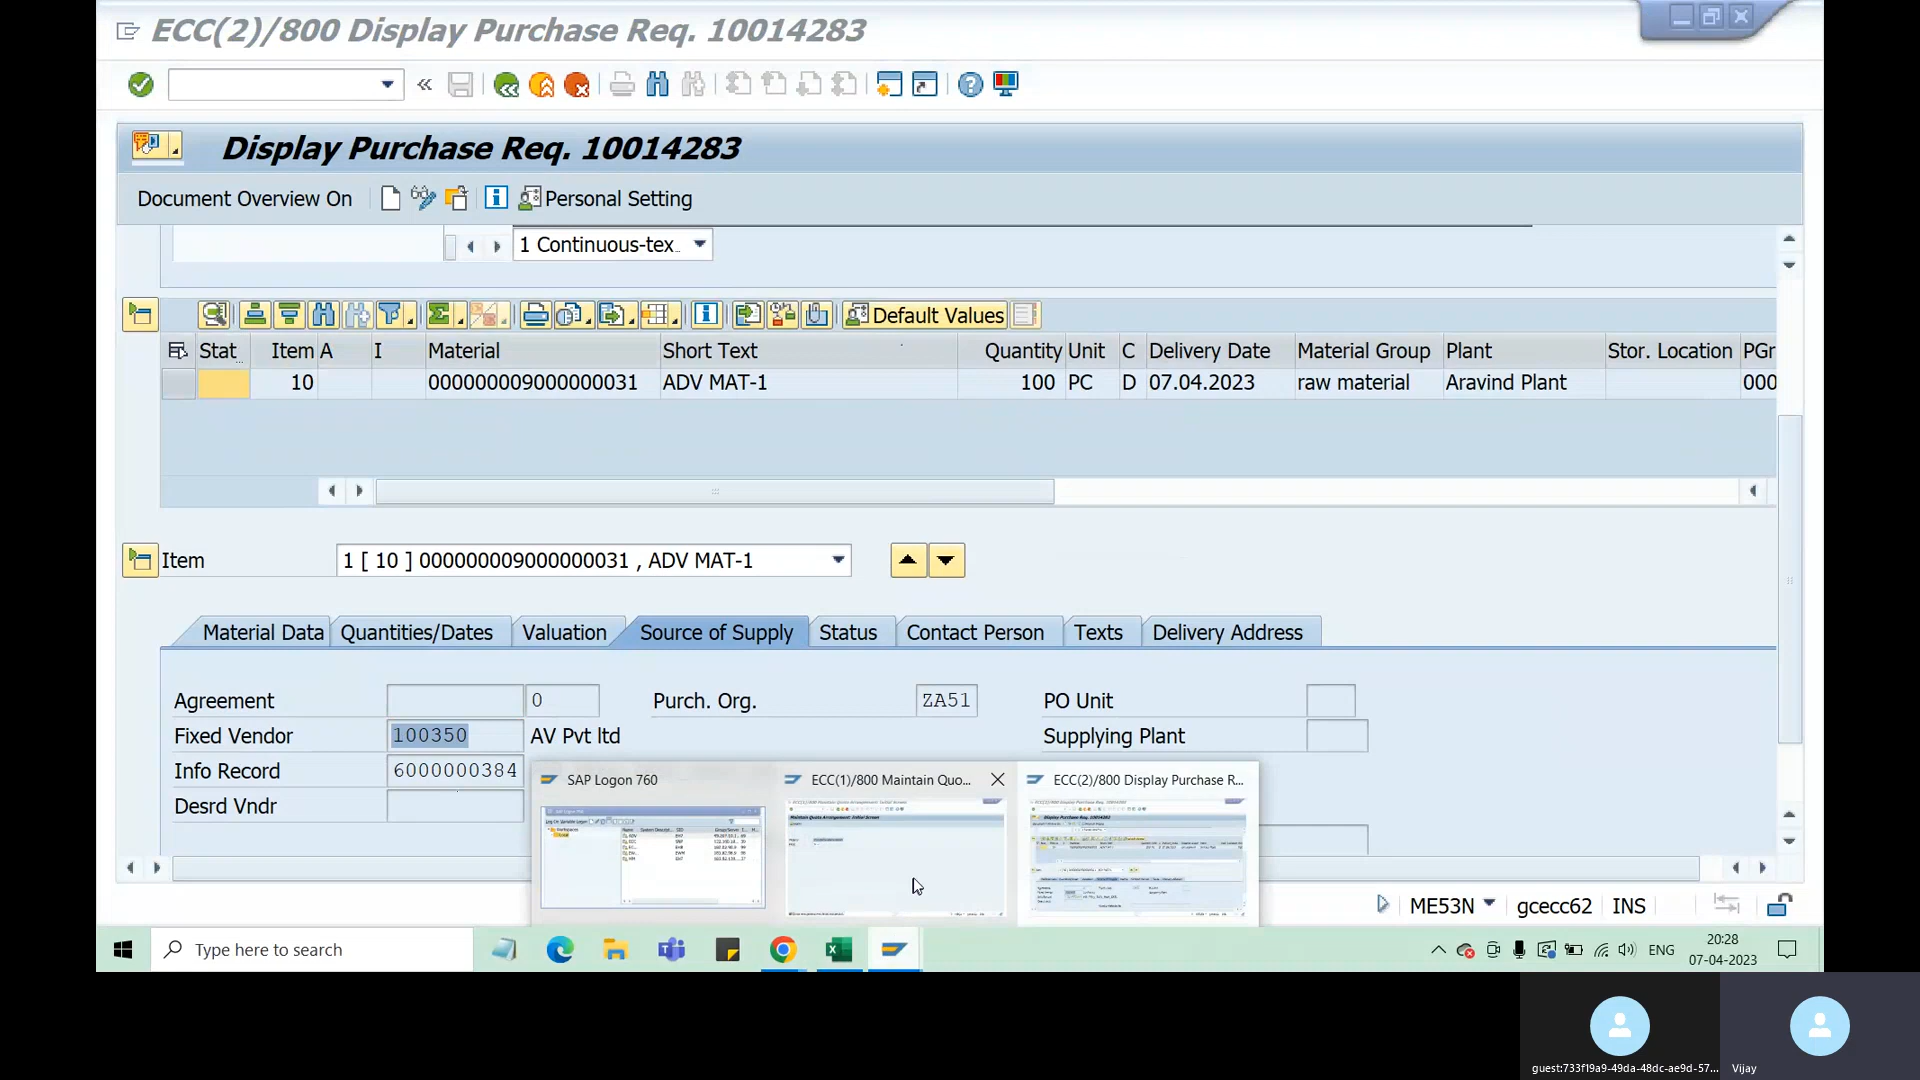 ECC(2)/800 Display Purchase Req. 10014283
Display Purchase Req. 10014283
Document Overview On
Personal Setting
1 Continuous-tex..
Default Values
Stat.. Item A I Material Short Text Quantity Unit C Delivery Date Material Group Plant Stor. Location PGr
10 000000009000000031 ADV MAT-1 100 PC D 07.04.2023 raw material Aravind Plant 000
Item 1 [ 10 ] 000000009000000031 , ADV MAT-1
Material Data Quantities/Dates Valuation Source of Supply Status Contact Person Texts Delivery Address
Agreement 0 Purch. Org. ZA51 PO Unit
Fixed Vendor 100350 AV Pvt ltd Supplying Plant
Info Record 6000000384
Desrd Vndr
SAP Logon 760 ECC(1)/800 Maintain Quo... ECC(2)/800 Display Purchase R...
ME53N gcecc62 INS
Type here to search
ENG
20:28
07-04-2023
guest:733f19a9-49da-48dc-ae9d-57...
Vijay